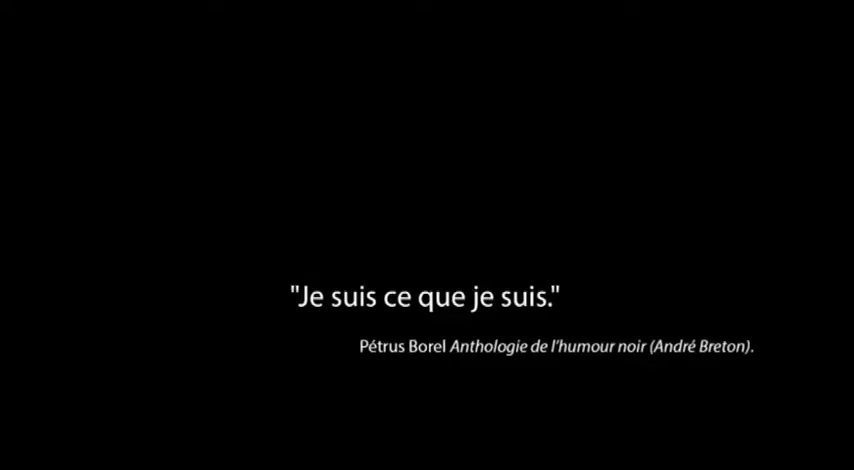 "Je suis ce que je suis."
Pétrus Borel Anthologie de l'humour noir (André Breton).